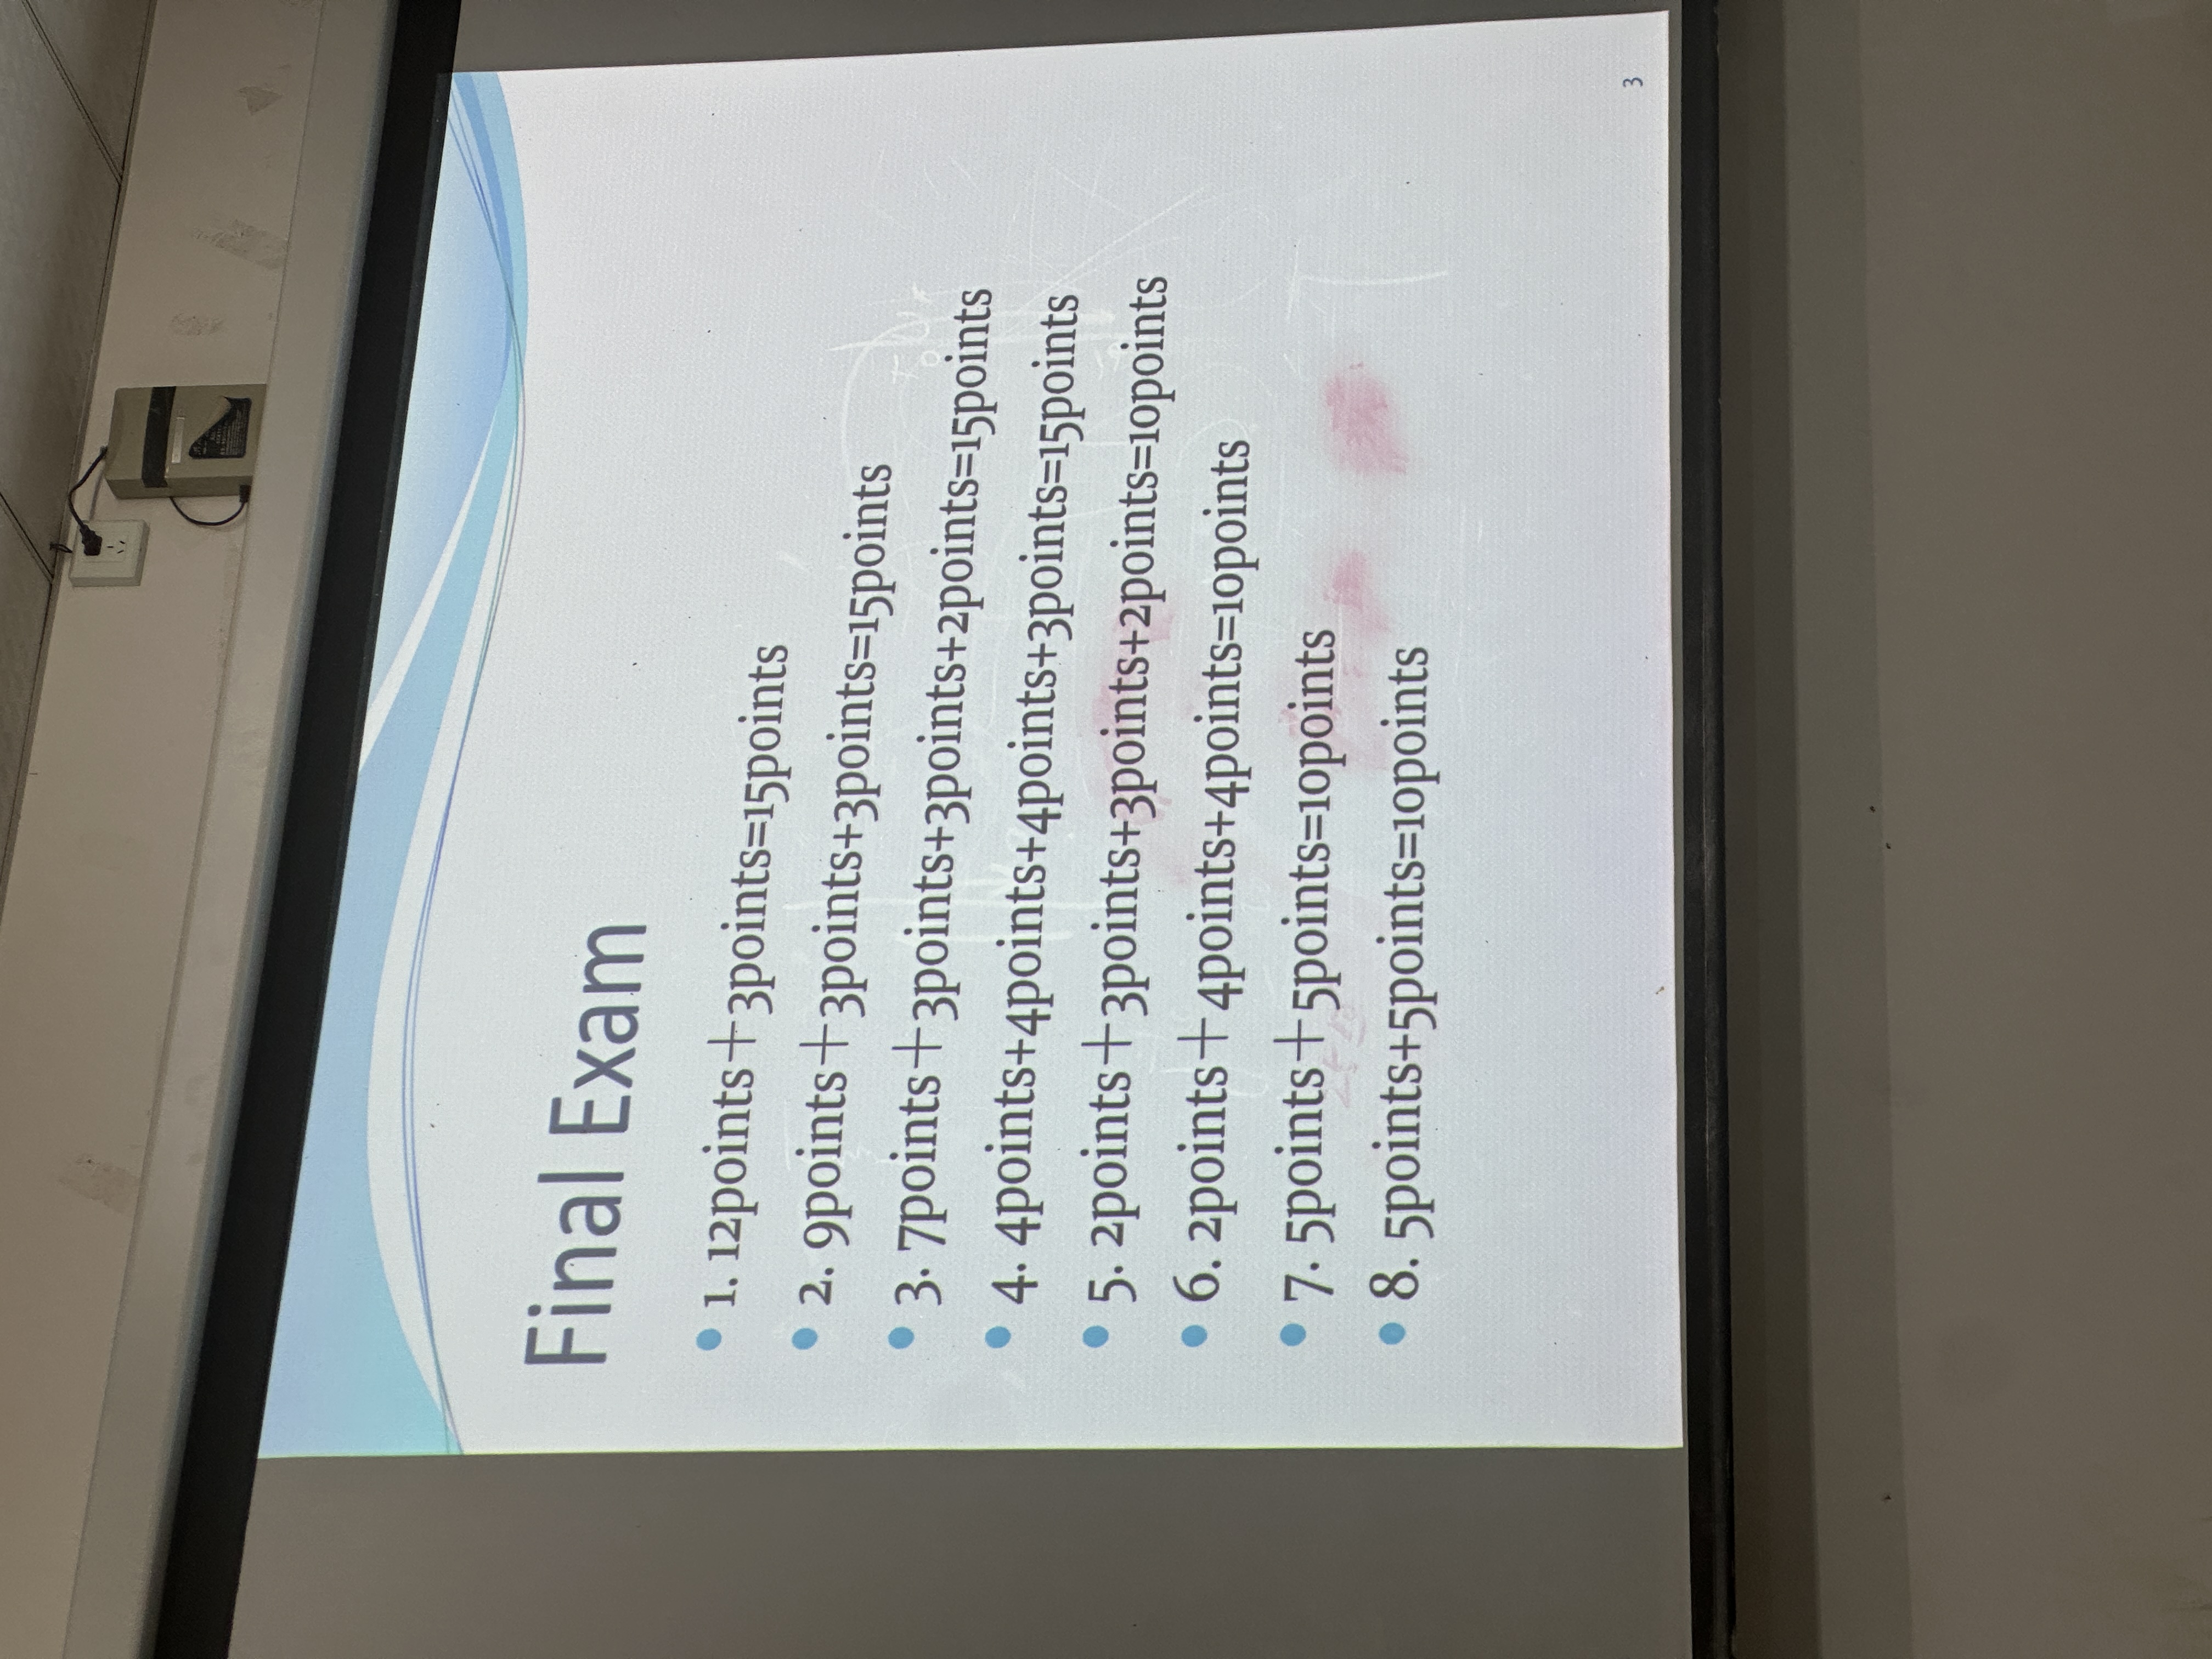 Final Exam
1. 12points+3points=15points
2. 9points+3points+3points=15points
3. 7points+3points+3points+2points=15points
4. 4points+4points+4points+3points=15points
5. 2points+3points+3points+2points=10points
6. 2points+4points+4points=10points
7. 5points+5points=10points
8. 5points+5points=10points
3